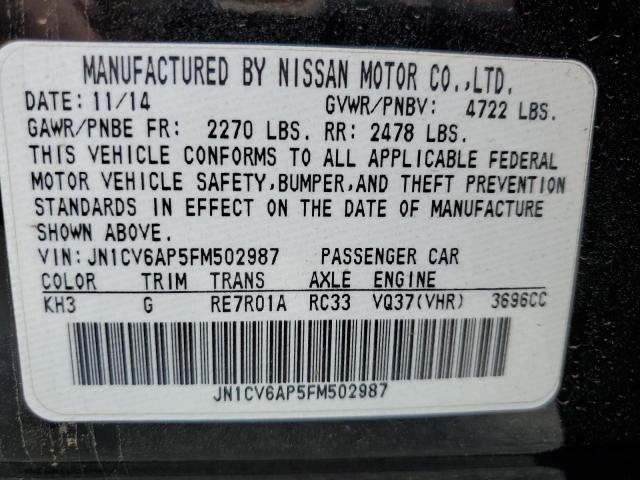 MANUFACTURED BY NISSAN MOTOR CO.,LTD.
DATE: 11/14 GVWR/PNBV: 4722 LBS.
GAWR/PNBE FR: 2270 LBS. RR: 2478 LBS.
THIS VEHICLE CONFORMS TO ALL APPLICABLE FEDERAL
MOTOR VEHICLE SAFETY,BUMPER,AND THEFT PREVENTION
STANDARDS IN EFFECT ON THE DATE OF MANUFACTURE
SHOWN ABOVE.
VIN: JN1CV6AP5FM502987 PASSENGER CAR
COLOR TRIM TRANS AXLE ENGINE
KH3 G RE7R01A RC33 VQ37(VHR) 3696CC
JN1CV6AP5FM502987